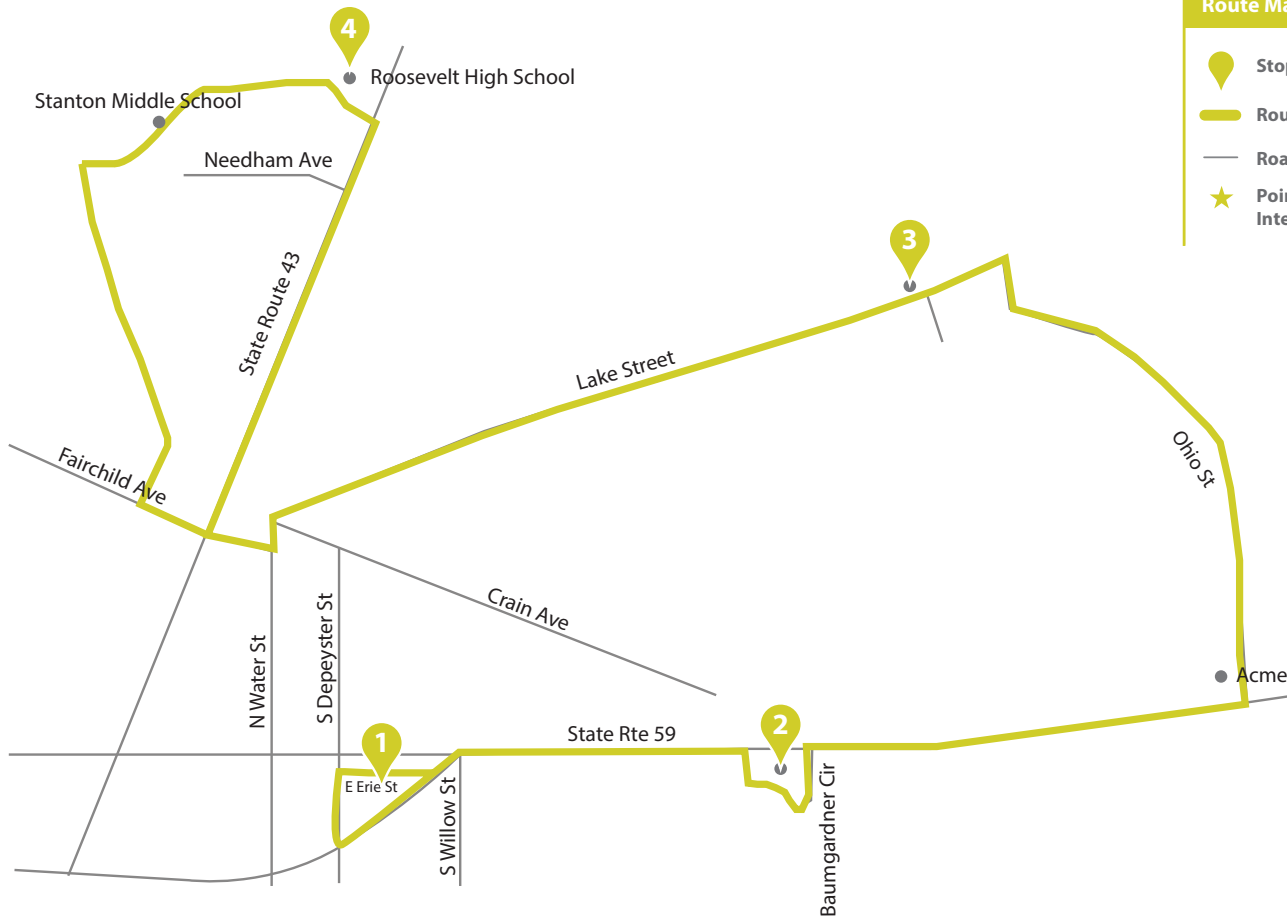 Route Ma
4
Stop
Roosevelt High School
Stanton Middle School
Rou
Needham Ave
Roa
Poin
Inte
3
State Route 43
Lake Street
Ohio St
Fairchild Ave
Crain Ave
N Water St
S Depeyster St
Acme
2
1
State Rte 59
E Erie St
S Willow St
Baumgardner Cir